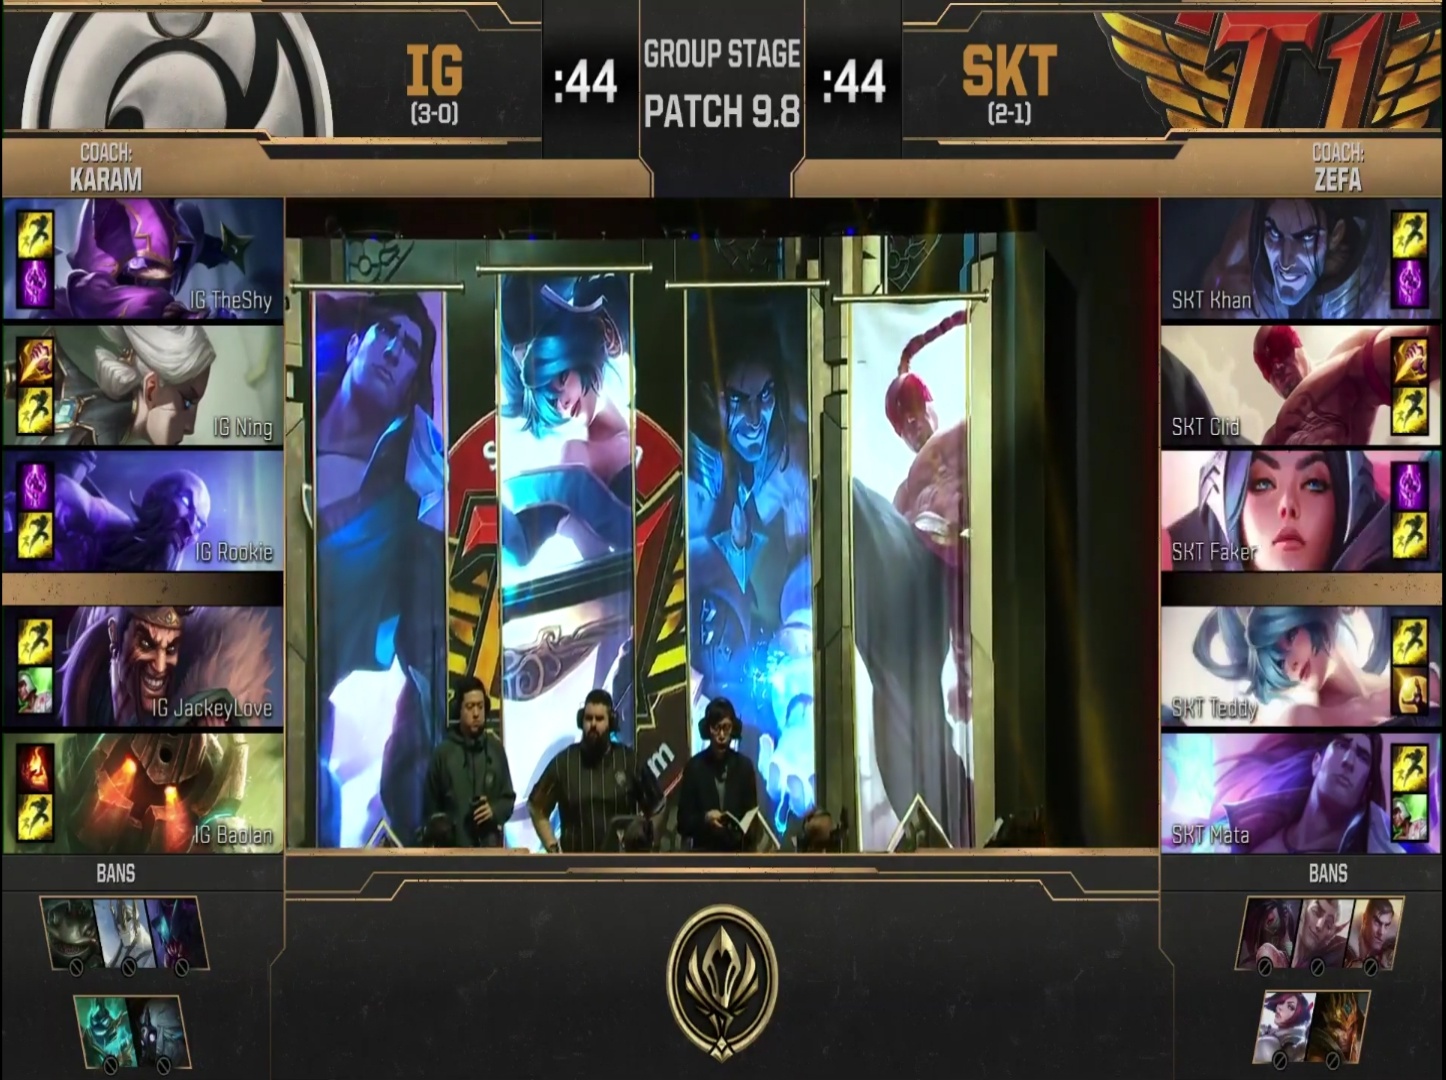 IG
(3-0)
:44
GROUP STAGE
PATCH 9.8
:44
SKT
(2-1)
T1
COACH:
KARAM
COACH:
ZEFA
IG TheShy
IG Ning
IG Rookie
IG JackeyLove
IG Baolan
SKT Khan
SKT Clid
SKT Faker
SKT Teddy
SKT Mata
m
BANS
BANS